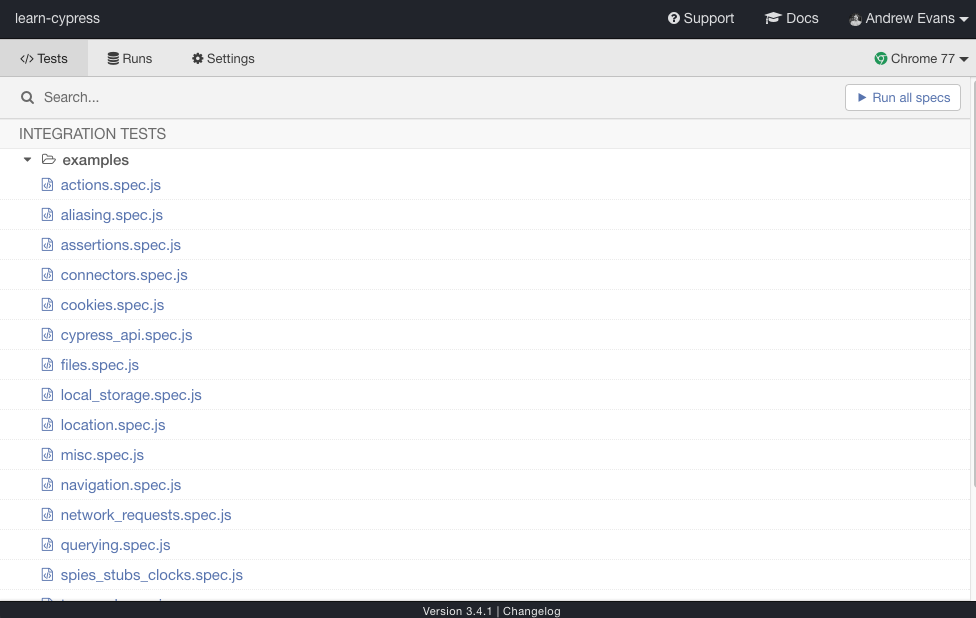 learn-cypress Support Docs Andrew Evans
</> Tests Runs Settings Chrome 77
Search... Run all specs
INTEGRATION TESTS
examples
actions.spec.js
aliasing.spec.js
assertions.spec.js
connectors.spec.js
cookies.spec.js
cypress_api.spec.js
files.spec.js
local_storage.spec.js
location.spec.js
misc.spec.js
navigation.spec.js
network_requests.spec.js
querying.spec.js
spies_stubs_clocks.spec.js
Version 3.4.1 | Changelog